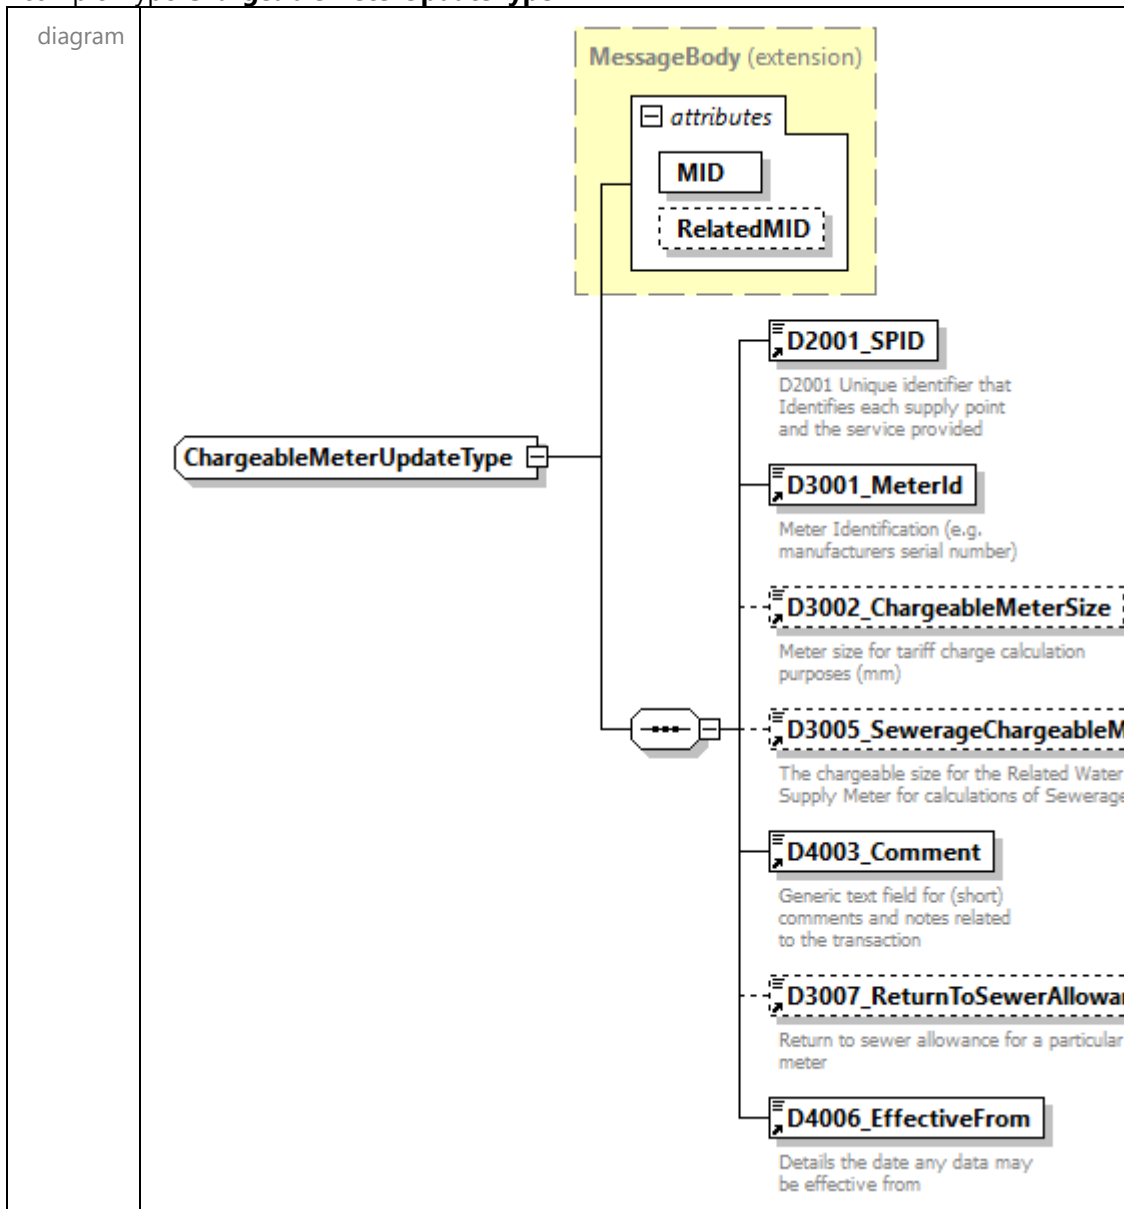 diagram
MessageBody (extension)
attributes
MID
RelatedMID
D2001_SPID
D2001 Unique identifier that
Identifies each supply point
and the service provided
ChargeableMeterUpdateType
D3001_MeterId
Meter Identification (e.g.
manufacturers serial number)
D3002_ChargeableMeterSize
Meter size for tariff charge calculation
purposes (mm)
D3005_SewerageChargeableM
The chargeable size for the Related Water
Supply Meter for calculations of Sewerage
D4003_Comment
Generic text field for (short)
comments and notes related
to the transaction
D3007_ReturnToSewerAllowa
Return to sewer allowance for a particular
meter
D4006_EffectiveFrom
Details the date any data may
be effective from